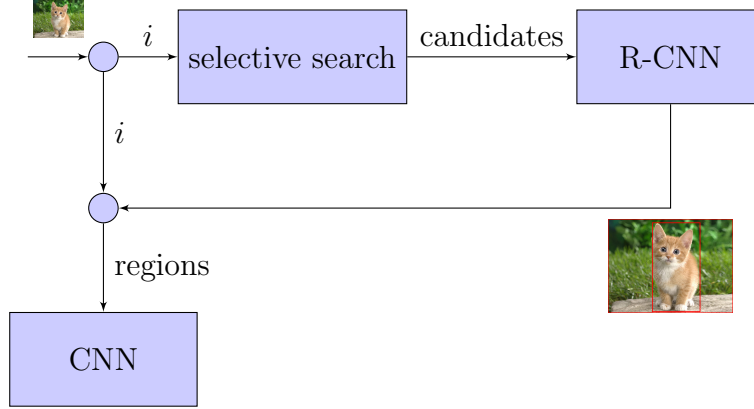 i
selective search
candidates
R-CNN
i
regions
CNN